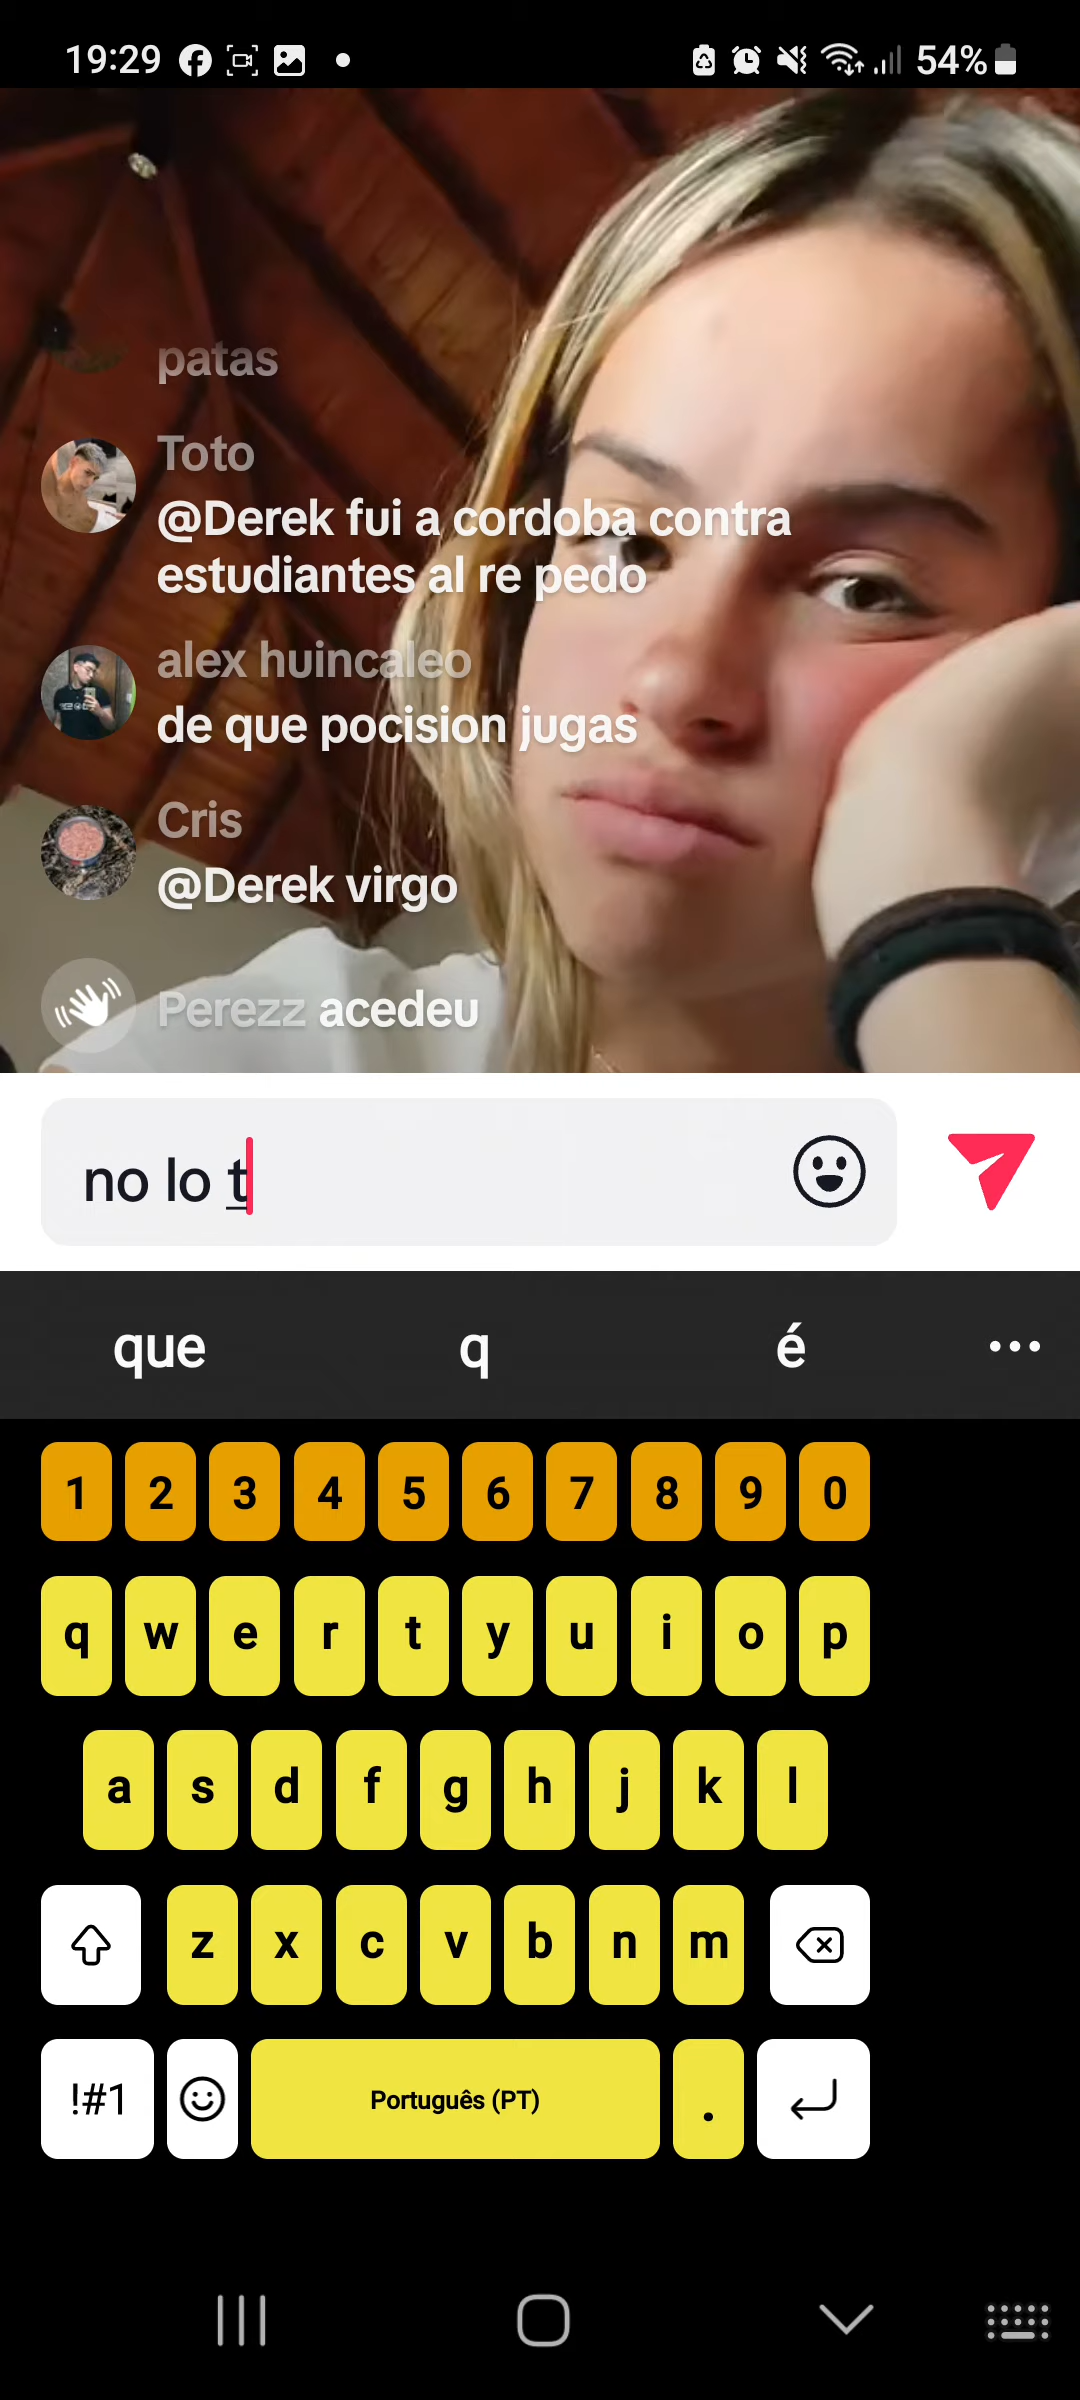 19:29
54%
patas
Toto
@Derek fui a cordoba contra
estudiantes al re pedo
alex huincaleo
de que pocision jugas
Cris
@Derek virgo
Perezz acedeu
no lo t
que q é
1 2 3 4 5 6 7 8 9 0
q w e r t y u i o p
a s d f g h j k l
z x c v b n m
!#1 Português (PT) .